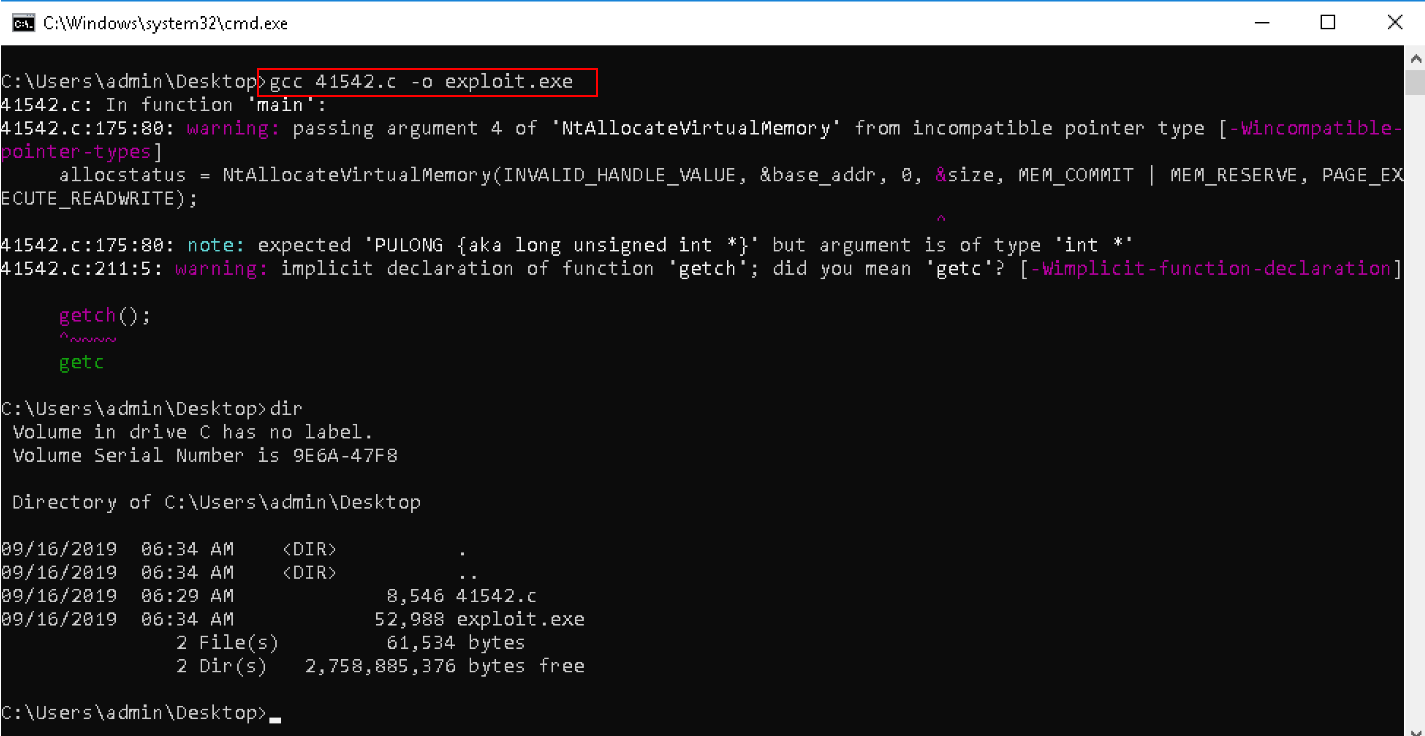 C:\Windows\system32\cmd.exe
C:\Users\admin\Desktop>gcc 41542.c -o exploit.exe
41542.c: In function 'main':
41542.c:175:80: warning: passing argument 4 of 'NtAllocateVirtualMemory' from incompatible pointer type [-Wincompatible-
pointer-types]
     allocstatus = NtAllocateVirtualMemory(INVALID_HANDLE_VALUE, &base_addr, 0, &size, MEM_COMMIT | MEM_RESERVE, PAGE_EX
ECUTE_READWRITE);
                                                                                ^
41542.c:175:80: note: expected 'PULONG {aka long unsigned int *}' but argument is of type 'int *'
41542.c:211:5: warning: implicit declaration of function 'getch'; did you mean 'getc'? [-Wimplicit-function-declaration]
     getch();
     ^~~~~
     getc
C:\Users\admin\Desktop>dir
 Volume in drive C has no label.
 Volume Serial Number is 9E6A-47F8
 Directory of C:\Users\admin\Desktop
09/16/2019  06:34 AM    <DIR>          .
09/16/2019  06:34 AM    <DIR>          ..
09/16/2019  06:29 AM             8,546 41542.c
09/16/2019  06:34 AM            52,988 exploit.exe
               2 File(s)         61,534 bytes
               2 Dir(s)   2,758,885,376 bytes free
C:\Users\admin\Desktop>